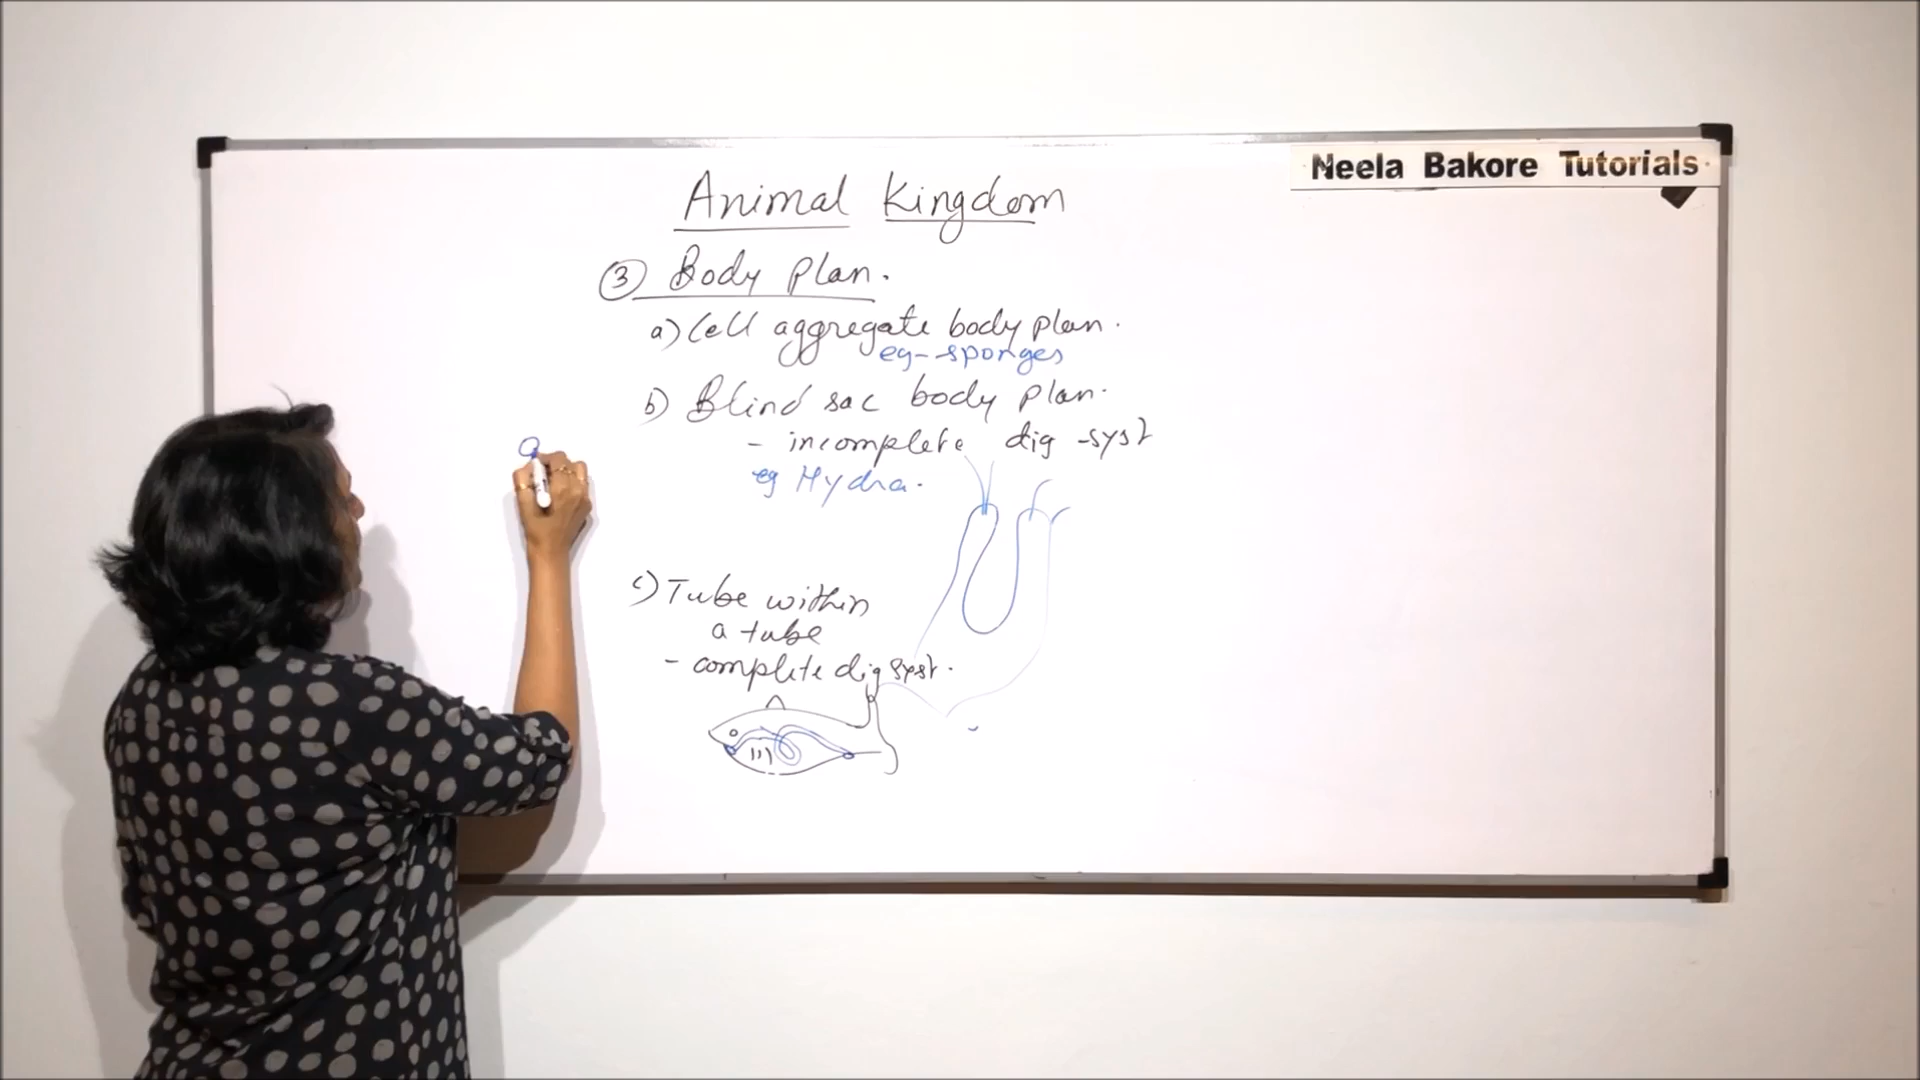 Neela Bakore Tutorials
Animal Kingdom
③ Body Plan.
a) Cell aggregate body plan.
eg- sponges
b) Blind sac body plan.
- incomplete dig -syst
eg Hydra.
c) Tube within
a tube
- complete dig syst.